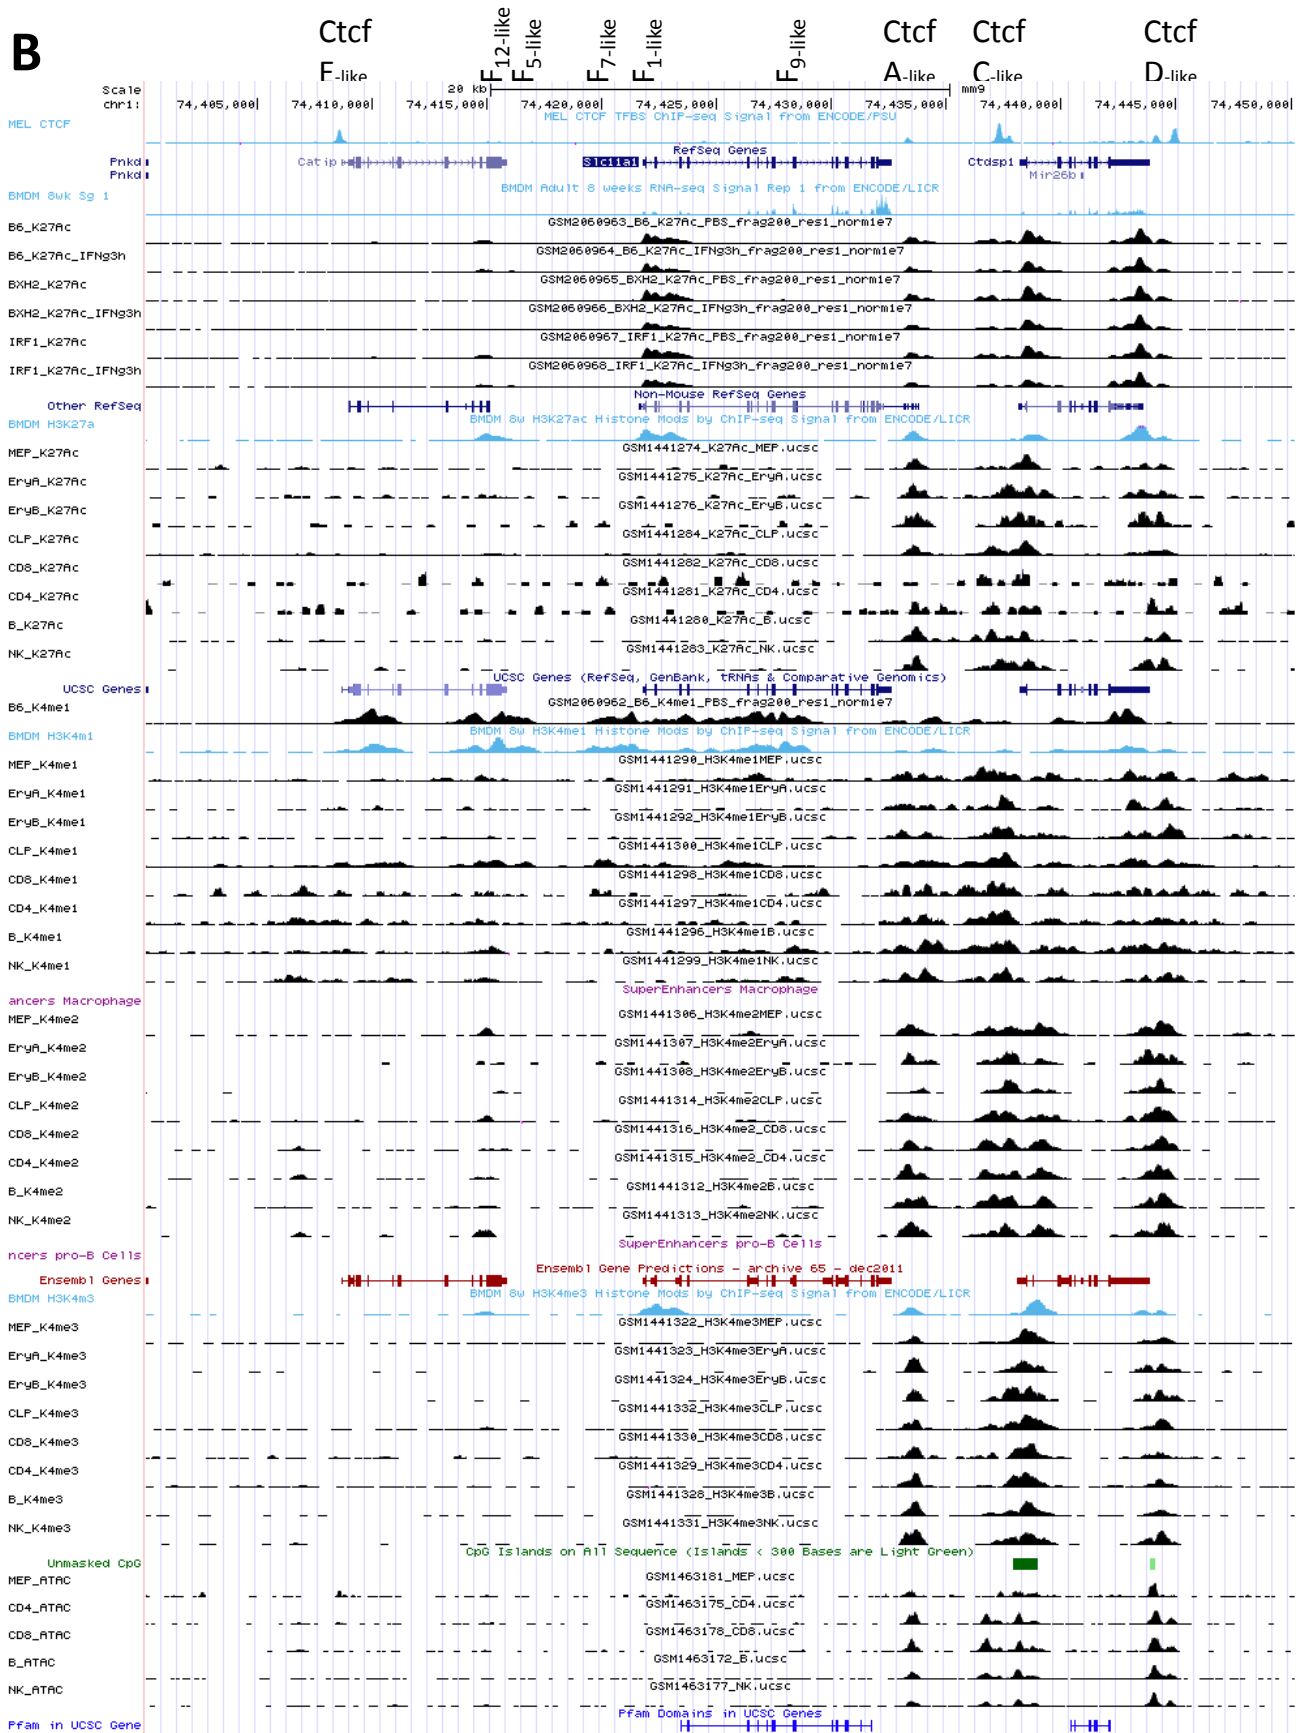 B
Ctcf
E-like
F12-like
F5-like
F7-like
F1-like
F9-like
Ctcf
A-like
Ctcf
C-like
Ctcf
D-like
Scale 20 kb mm9
chr1: 74,405,000 74,410,000 74,415,000 74,420,000 74,425,000 74,430,000 74,435,000 74,440,000 74,445,000 74,450,000
MEL CTCF TFBS ChIP-seq Signal from ENCODE/PSU
MEL CTCF
RefSeq Genes
Pnkd Catip Slc11a1 Ctdsp1
Pnkd Mir26b
BMDM Adult 8 weeks RNA-seq Signal Rep 1 from ENCODE/LICR
BMDM 8wk Sg 1
GSM2060963_B6_K27Ac_PBS_frag200_res1_norm1e7
B6_K27Ac
GSM2060964_B6_K27Ac_IFNg3h_frag200_res1_norm1e7
B6_K27Ac_IFNg3h
GSM2060965_BXH2_K27Ac_PBS_frag200_res1_norm1e7
BXH2_K27Ac
GSM2060966_BXH2_K27Ac_IFNg3h_frag200_res1_norm1e7
BXH2_K27Ac_IFNg3h
GSM2060967_IRF1_K27Ac_PBS_frag200_res1_norm1e7
IRF1_K27Ac
GSM2060968_IRF1_K27Ac_IFNg3h_frag200_res1_norm1e7
IRF1_K27Ac_IFNg3h
Non-Mouse RefSeq Genes
Other RefSeq
BMDM 8w H3K27ac Histone Mods by ChIP-seq Signal from ENCODE/LICR
BMDM H3K27a
GSM1441274_K27Ac_MEP.ucsc
MEP_K27Ac
GSM1441275_K27Ac_EryA.ucsc
EryA_K27Ac
GSM1441276_K27Ac_EryB.ucsc
EryB_K27Ac
GSM1441284_K27Ac_CLP.ucsc
CLP_K27Ac
GSM1441282_K27Ac_CD8.ucsc
CD8_K27Ac
GSM1441281_K27Ac_CD4.ucsc
CD4_K27Ac
GSM1441280_K27Ac_B.ucsc
B_K27Ac
GSM1441283_K27Ac_NK.ucsc
NK_K27Ac
UCSC Genes (RefSeq, GenBank, tRNAs & Comparative Genomics)
UCSC Genes
GSM2060962_B6_K4me1_PBS_frag200_res1_norm1e7
B6_K4me1
BMDM 8w H3K4me1 Histone Mods by ChIP-seq Signal from ENCODE/LICR
BMDM H3K4m1
GSM1441290_H3K4me1MEP.ucsc
MEP_K4me1
GSM1441291_H3K4me1EryA.ucsc
EryA_K4me1
GSM1441292_H3K4me1EryB.ucsc
EryB_K4me1
GSM1441300_H3K4me1CLP.ucsc
CLP_K4me1
GSM1441298_H3K4me1CD8.ucsc
CD8_K4me1
GSM1441297_H3K4me1CD4.ucsc
CD4_K4me1
GSM1441296_H3K4me1B.ucsc
B_K4me1
GSM1441299_H3K4me1NK.ucsc
NK_K4me1
SuperEnhancers Macrophage
ancers Macrophage
GSM1441306_H3K4me2MEP.ucsc
MEP_K4me2
GSM1441307_H3K4me2EryA.ucsc
EryA_K4me2
GSM1441308_H3K4me2EryB.ucsc
EryB_K4me2
GSM1441314_H3K4me2CLP.ucsc
CLP_K4me2
GSM1441316_H3K4me2_CD8.ucsc
CD8_K4me2
GSM1441315_H3K4me2_CD4.ucsc
CD4_K4me2
GSM1441312_H3K4me2B.ucsc
B_K4me2
GSM1441313_H3K4me2NK.ucsc
NK_K4me2
SuperEnhancers pro-B Cells
ncers pro-B Cells
Ensembl Gene Predictions - archive 65 - dec2011
Ensembl Genes
BMDM 8w H3K4me3 Histone Mods by ChIP-seq Signal from ENCODE/LICR
BMDM H3K4m3
GSM1441322_H3K4me3MEP.ucsc
MEP_K4me3
GSM1441323_H3K4me3EryA.ucsc
EryA_K4me3
GSM1441324_H3K4me3EryB.ucsc
EryB_K4me3
GSM1441332_H3K4me3CLP.ucsc
CLP_K4me3
GSM1441330_H3K4me3CD8.ucsc
CD8_K4me3
GSM1441329_H3K4me3CD4.ucsc
CD4_K4me3
GSM1441328_H3K4me3B.ucsc
B_K4me3
GSM1441331_H3K4me3NK.ucsc
NK_K4me3
CpG Islands on All Sequence (Islands < 300 Bases are Light Green)
Unmasked CpG
GSM1463181_MEP.ucsc
MEP_ATAC
GSM1463175_CD4.ucsc
CD4_ATAC
GSM1463178_CD8.ucsc
CD8_ATAC
GSM1463172_B.ucsc
B_ATAC
GSM1463177_NK.ucsc
NK_ATAC
Pfam Domains in UCSC Genes
Pfam in UCSC Gene